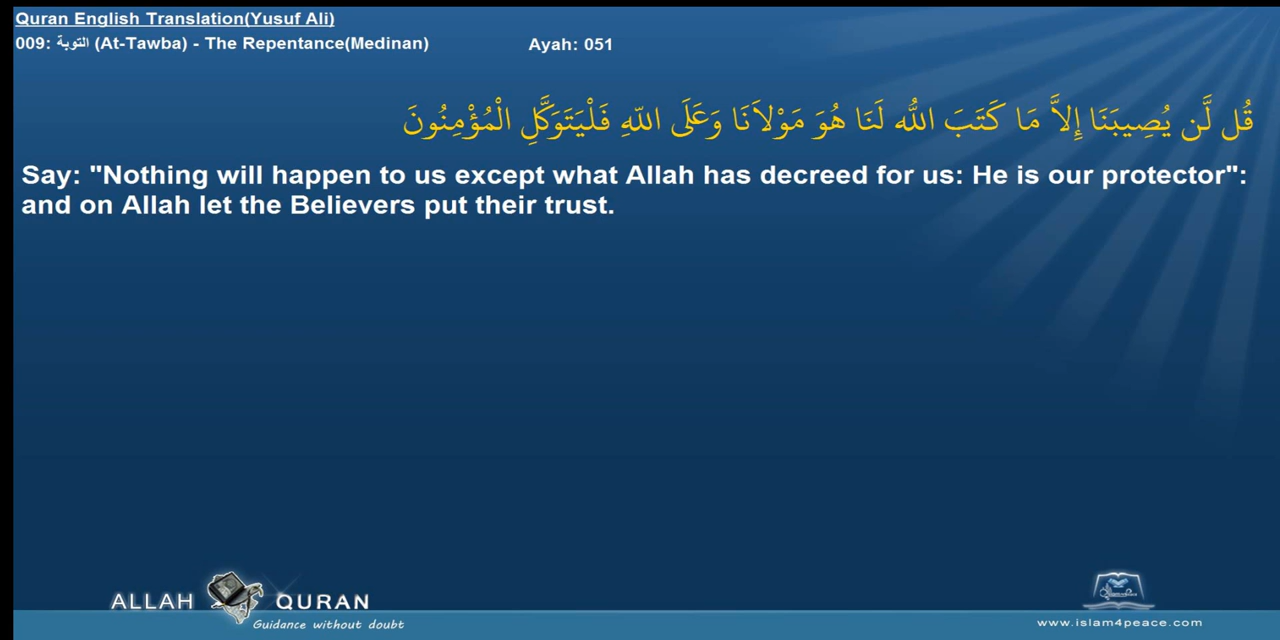 Quran English Translation(Yusuf Ali)
009: التوبة (At-Tawba) - The Repentance(Medinan) Ayah: 051
قُل لَّن يُصِيبَنَا إِلاَّ مَا كَتَبَ اللّهُ لَنَا هُوَ مَوْلاَنَا وَعَلَى اللّهِ فَلْيَتَوَكَّلِ الْمُؤْمِنُونَ
Say: "Nothing will happen to us except what Allah has decreed for us: He is our protector":
and on Allah let the Believers put their trust.
ALLAH QURAN
Guidance without doubt
www.islam4peace.com